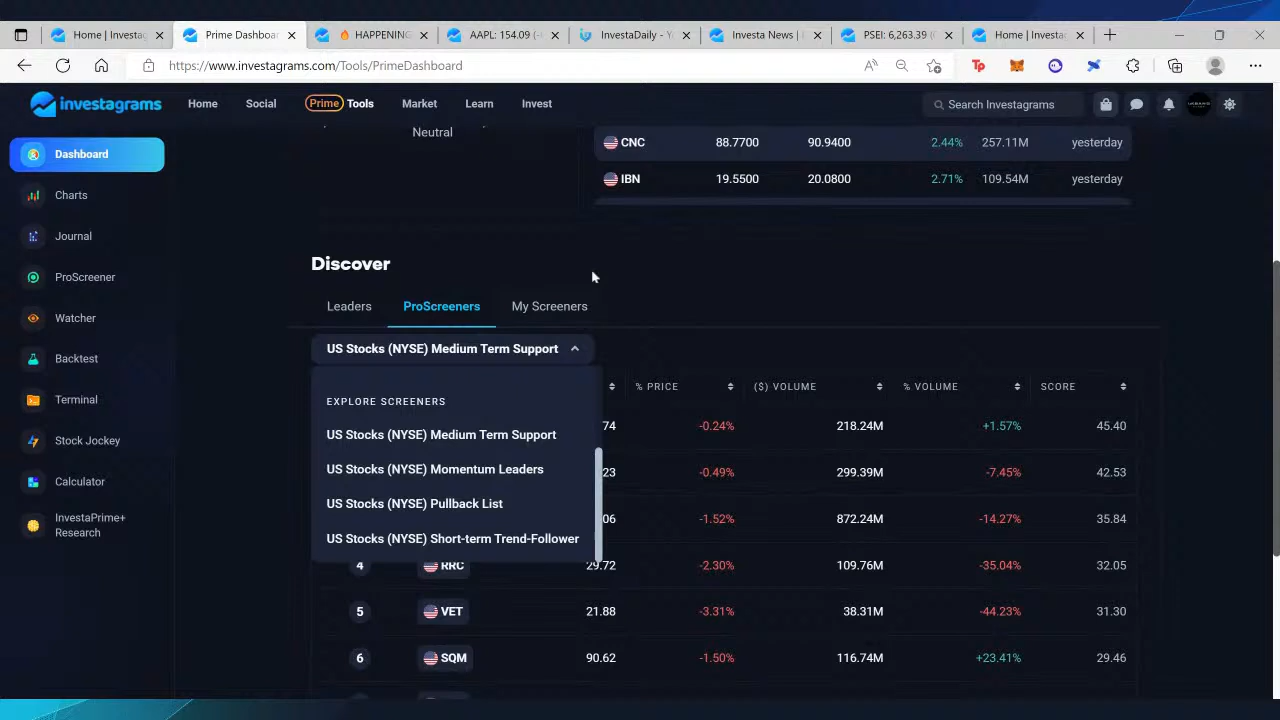 Home | Investag
Prime Dashboa
HAPPENING
AAPL: 154.09 (
InvestaDaily - Y
Investa News |
PSEI: 6,263.39 (
Home | Investag
https://www.investagrams.com/Tools/PrimeDashboard
investagrams
Home
Social
Prime Tools
Market
Learn
Invest
Search Investagrams
Dashboard
Charts
Journal
ProScreener
Watcher
Backtest
Terminal
Stock Jockey
Calculator
InvestaPrime+
Research
Neutral
CNC 88.7700 90.9400 2.44% 257.11M yesterday
IBN 19.5500 20.0800 2.71% 109.54M yesterday
Discover
Leaders ProScreeners My Screeners
US Stocks (NYSE) Medium Term Support
EXPLORE SCREENERS
US Stocks (NYSE) Medium Term Support
US Stocks (NYSE) Momentum Leaders
US Stocks (NYSE) Pullback List
US Stocks (NYSE) Short-term Trend-Follower
% PRICE ($) VOLUME % VOLUME SCORE
74 -0.24% 218.24M +1.57% 45.40
23 -0.49% 299.39M -7.45% 42.53
06 -1.52% 872.24M -14.27% 35.84
4 RRC 29.72 -2.30% 109.76M -35.04% 32.05
5 VET 21.88 -3.31% 38.31M -44.23% 31.30
6 SQM 90.62 -1.50% 116.74M +23.41% 29.46